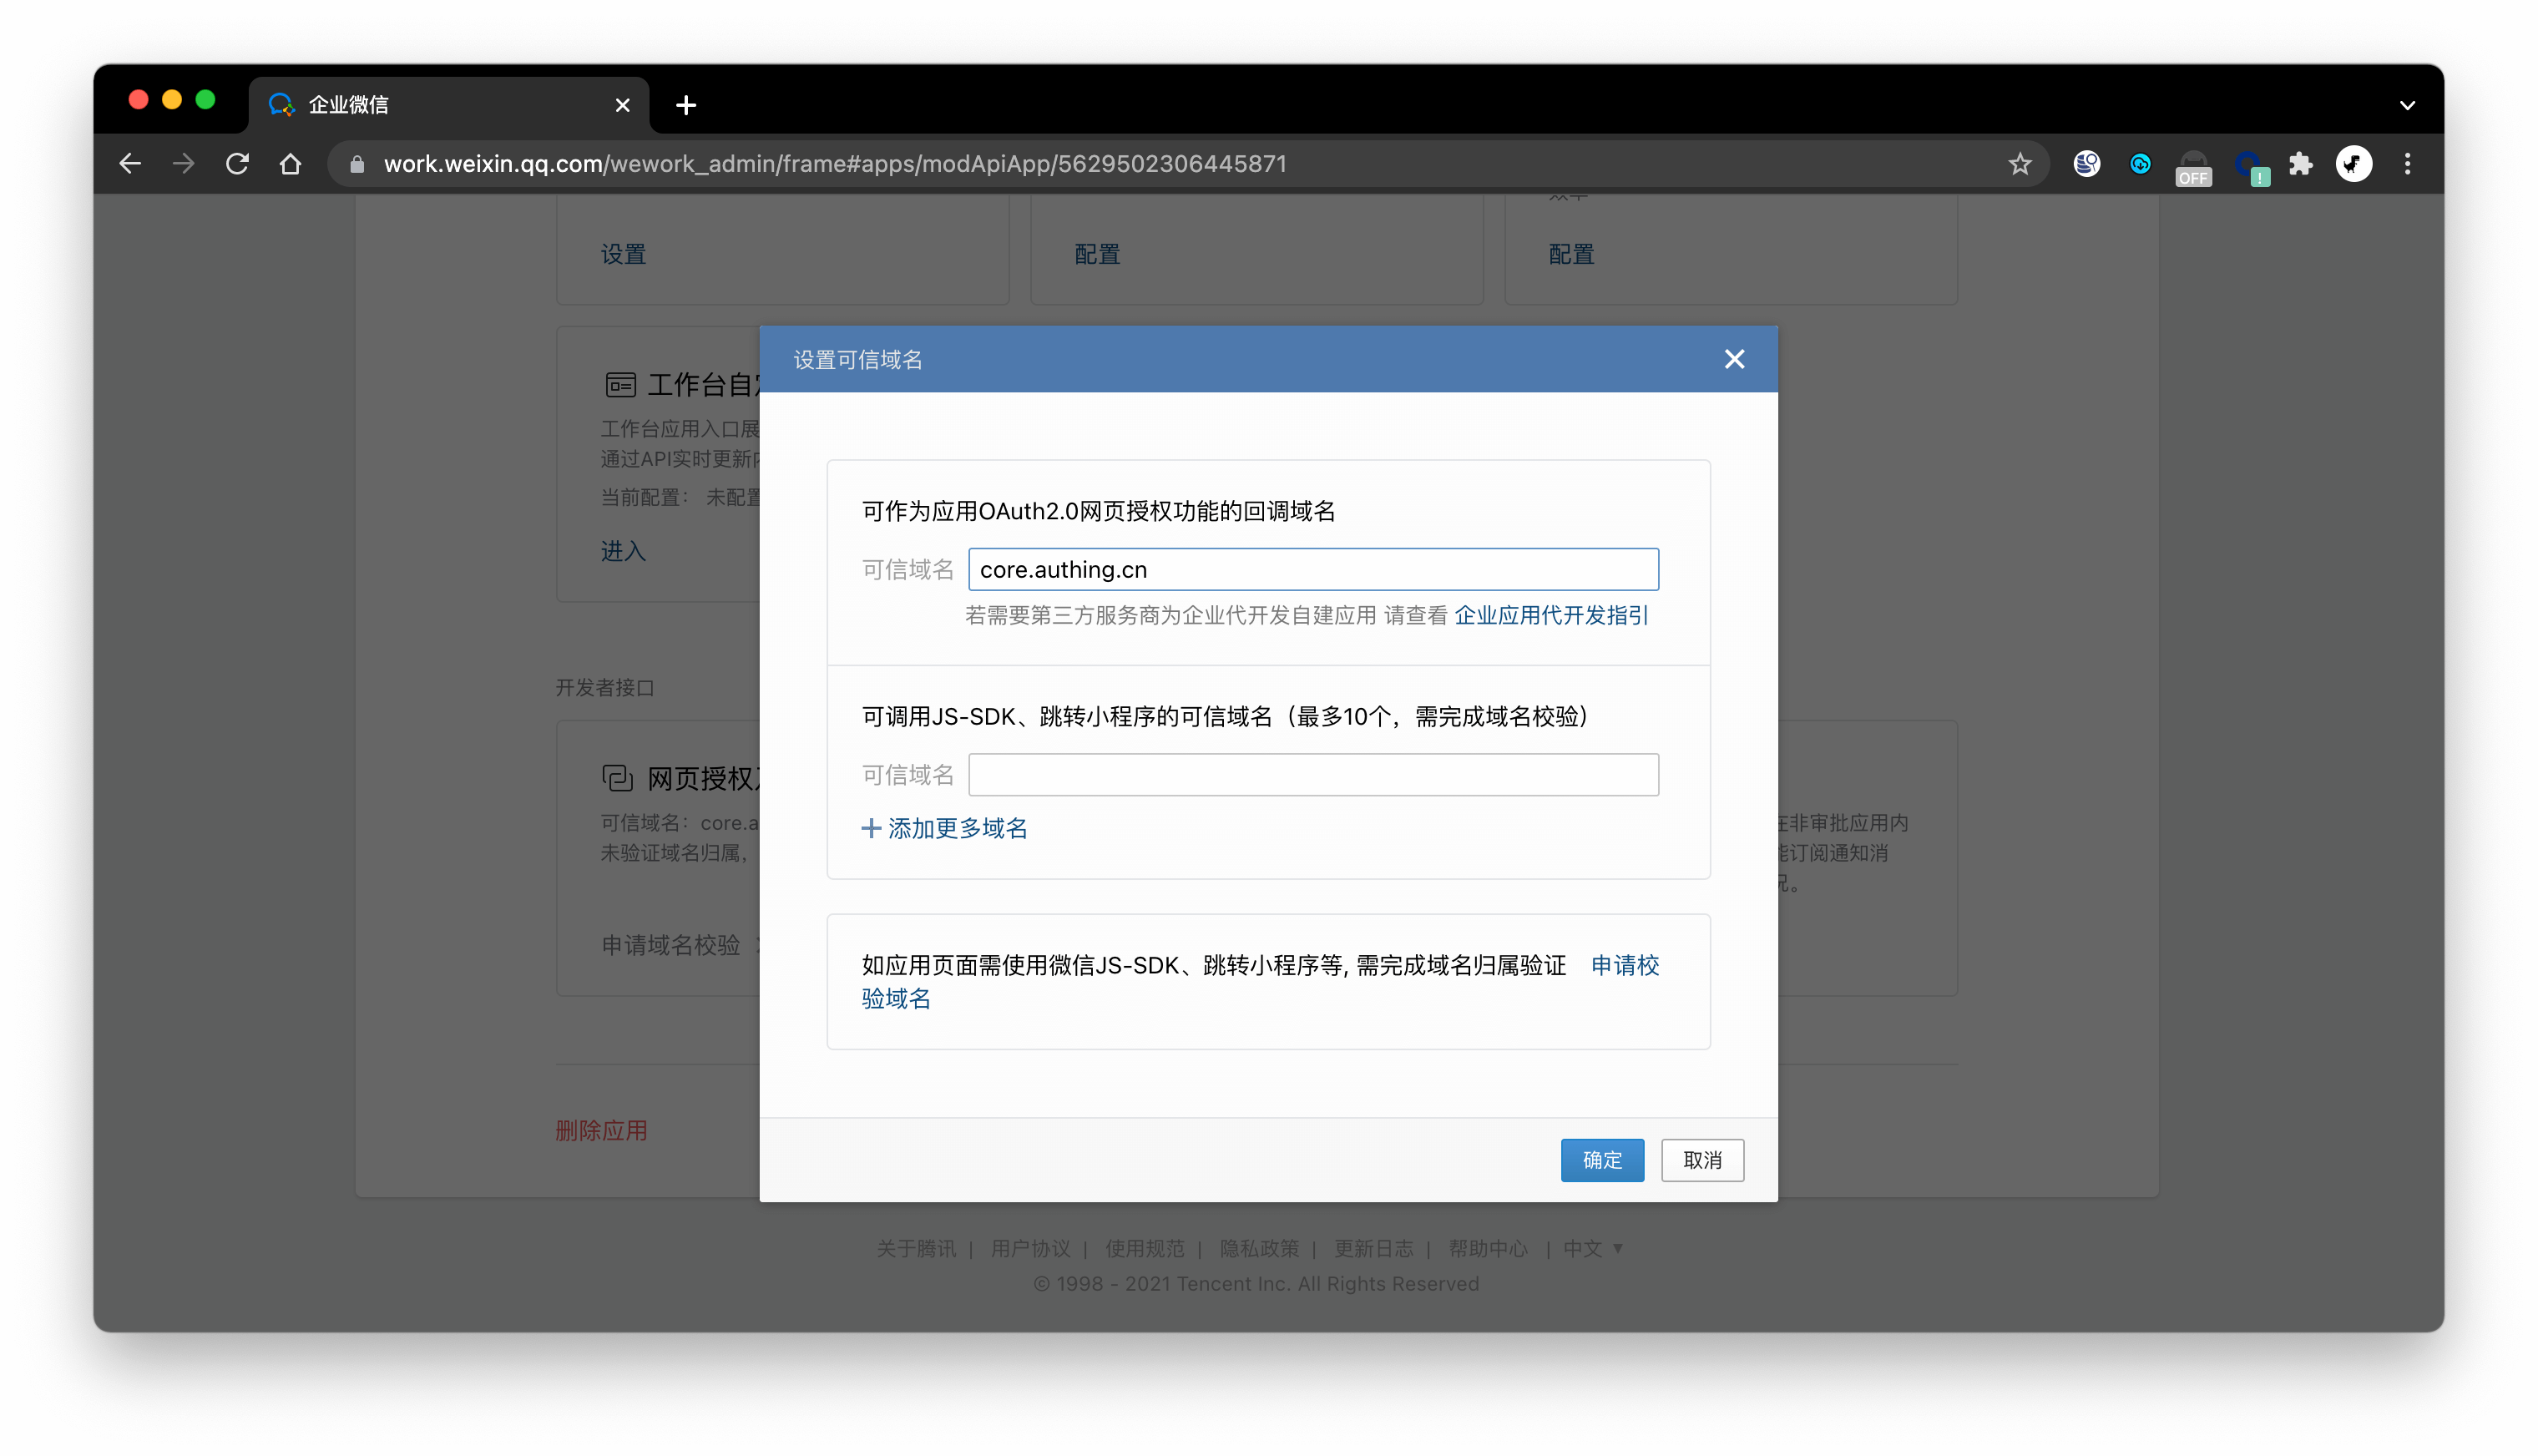 企业微信
work.weixin.qq.com/wework_admin/frame#apps/modApiApp/5629502306445871
OFF
!
设置
配置
配置
工作台自
工作台应用入口展
通过API实时更新
当前配置： 未配置
进入
开发者接口
网页授权
可信域名：core.a
未验证域名归属，
申请域名校验
在非审批应用内
能订阅通知消
况。
删除应用
设置可信域名
可作为应用OAuth2.0网页授权功能的回调域名
可信域名 core.authing.cn
若需要第三方服务商为企业代开发自建应用 请查看 企业应用代开发指引
可调用JS-SDK、跳转小程序的可信域名（最多10个，需完成域名校验）
可信域名
添加更多域名
如应用页面需使用微信JS-SDK、跳转小程序等, 需完成域名归属验证 申请校
验域名
确定 取消
关于腾讯 | 用户协议 | 使用规范 | 隐私政策 | 更新日志 | 帮助中心 | 中文 ▼
© 1998 - 2021 Tencent Inc. All Rights Reserved